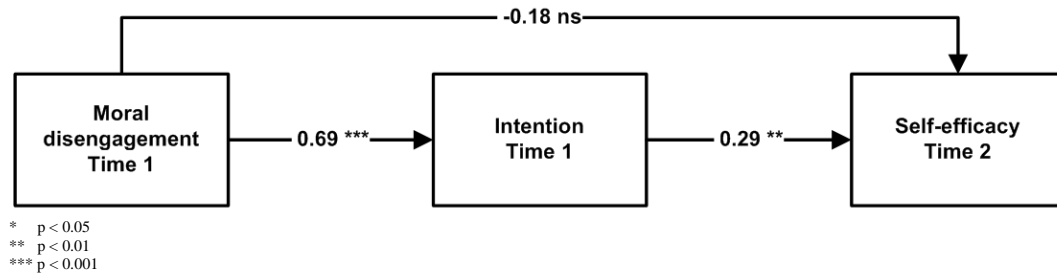 -0.18 ns
Moral
disengagement
Time 1
0.69 ***
Intention
Time 1
0.29 **
Self-efficacy
Time 2
* p < 0.05
** p < 0.01
*** p < 0.001